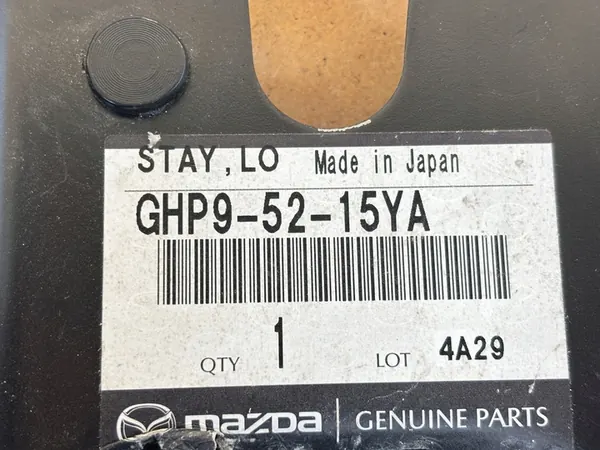 STAY, LO Made in Japan
GHP9-52-15YA
QTY 1 LOT 4A29
mazda GENUINE PARTS